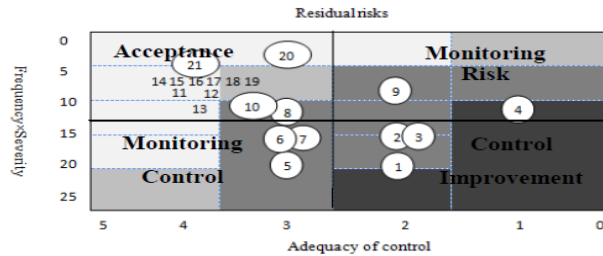 Residual risks
0
Acceptance
20
Monitoring
21
5
Risk
14 15 16 17 18 19
11 12
9
10
10
4
13
8
15
Monitoring
6
7
2
3
Control
20
5
1
Control
Improvement
25
5
4
3
2
1
0
Adequacy of control
Frequncy×Severity